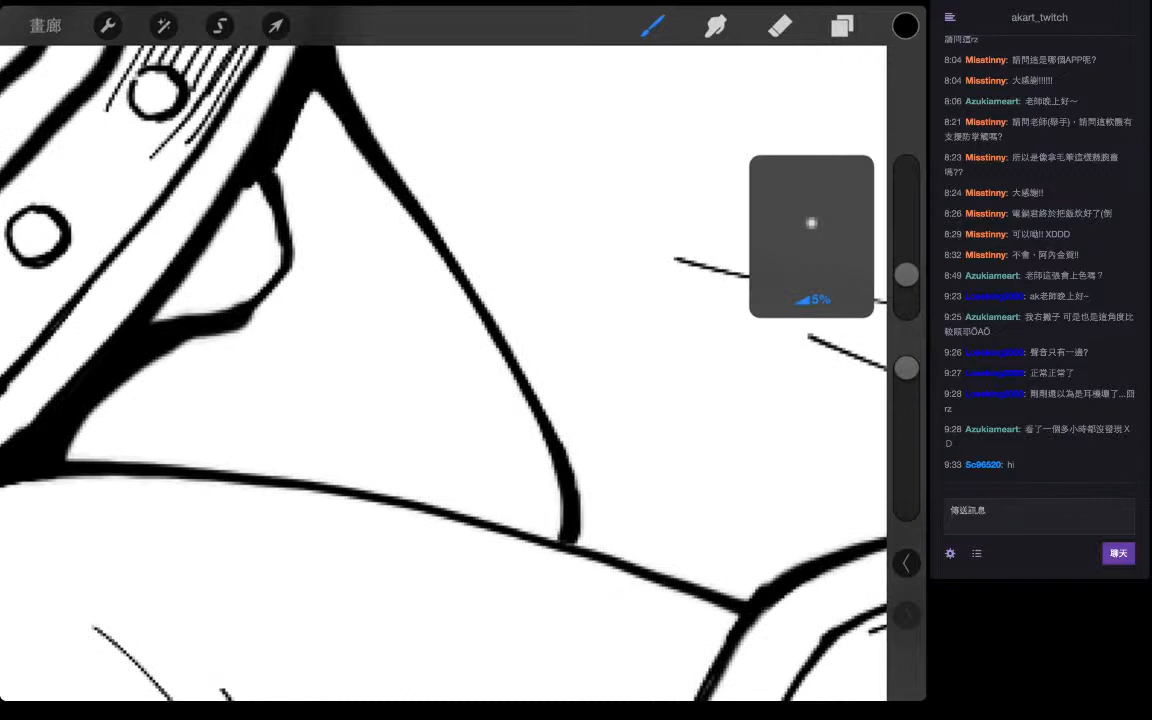 畫廊
5%
akart_twitch
請問這rz
8:04 Misstinny: 請問這是哪個APP呢?
8:04 Misstinny: 大感謝!!!!!!
8:06 Azukiameart: 老師晚上好~
8:21 Misstinny: 請問老師(舉手)，請問這軟體有
支援防掌觸嗎?
8:23 Misstinny: 所以是像拿毛筆這樣懸腕畫
嗎??
8:24 Misstinny: 大感謝!!
8:26 Misstinny: 電鍋君終於把飯炊好了(倒
8:29 Misstinny: 可以呦!! XDDD
8:32 Misstinny: 不會，阿內金賀!!
8:49 Azukiameart: 老師這張會上色嗎？
9:23 : ak老師晚上好~
9:25 Azukiameart: 我右撇子 可是也是這角度比
較順耶ÖAÖ
9:26 : 聲音只有一邊?
9:27 : 正常正常了
9:28 : 剛剛還以為是耳機壞了...囧
rz
9:28 Azukiameart: 看了一個多小時都沒發現Ｘ
Ｄ
9:33 Sc96520: hi
傳送訊息
聊天